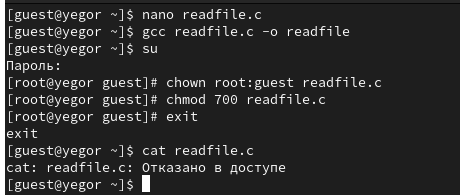 [guest@yegor ~]$ nano readfile.c
[guest@yegor ~]$ gcc readfile.c -o readfile
[guest@yegor ~]$ su
Пароль:
[root@yegor guest]# chown root:guest readfile.c
[root@yegor guest]# chmod 700 readfile.c
[root@yegor guest]# exit
exit
[guest@yegor ~]$ cat readfile.c
cat: readfile.c: Отказано в доступе
[guest@yegor ~]$